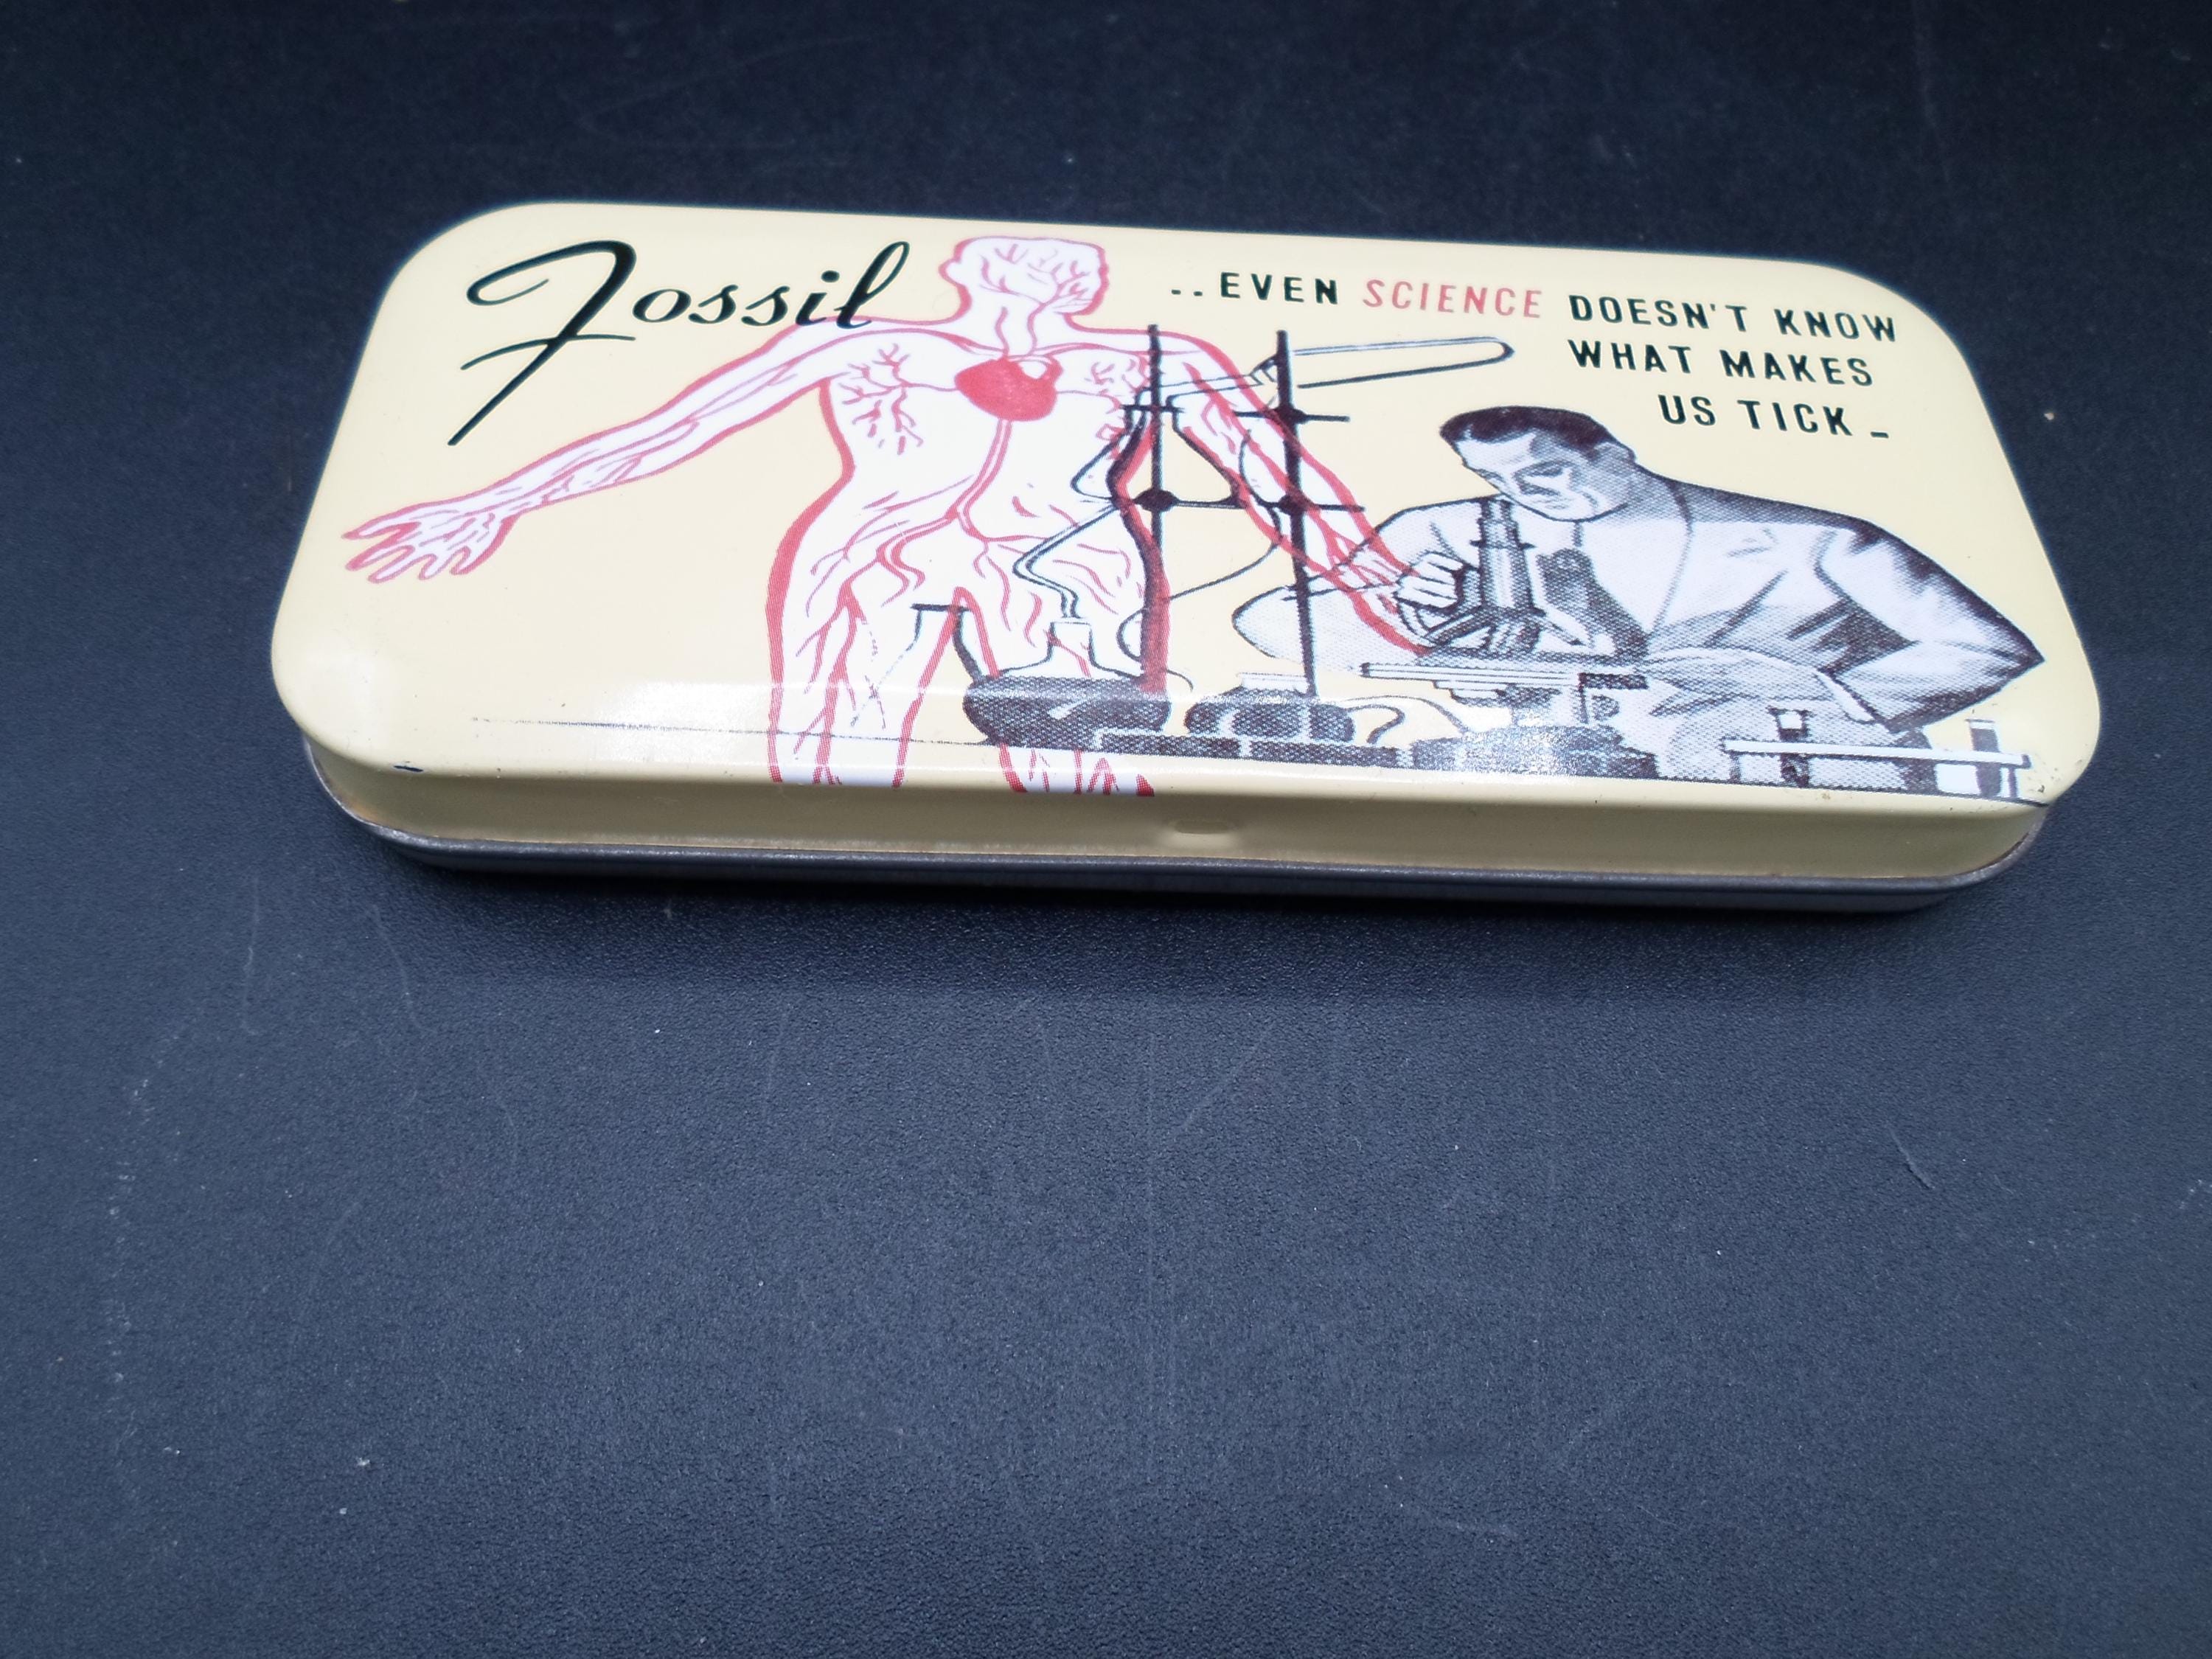 Fossil
..EVEN SCIENCE DOESN'T KNOW
WHAT MAKES
US TICK _